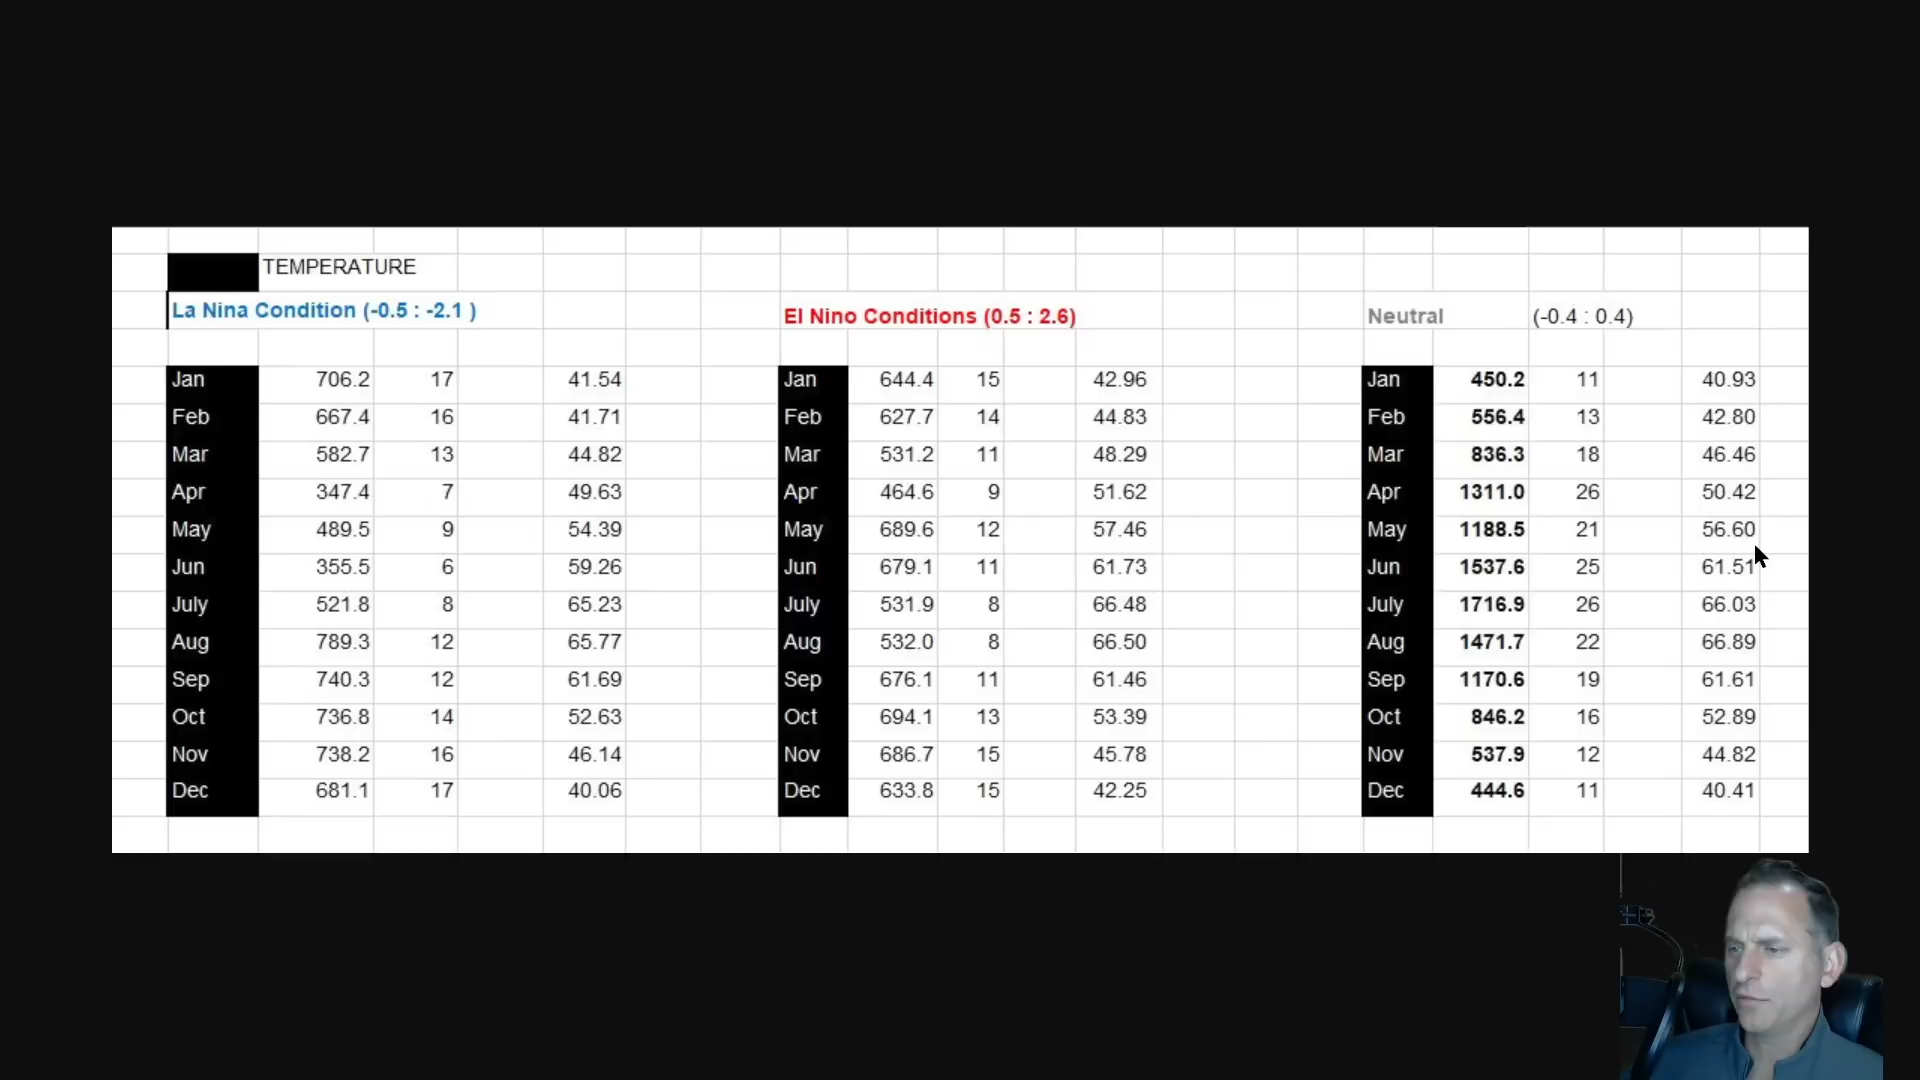 TEMPERATURE
La Nina Condition (-0.5 : -2.1 ) El Nino Conditions (0.5 : 2.6) Neutral (-0.4 : 0.4)
Jan 706.2 17 41.54 Jan 644.4 15 42.96 Jan 450.2 11 40.93
Feb 667.4 16 41.71 Feb 627.7 14 44.83 Feb 556.4 13 42.80
Mar 582.7 13 44.82 Mar 531.2 11 48.29 Mar 836.3 18 46.46
Apr 347.4 7 49.63 Apr 464.6 9 51.62 Apr 1311.0 26 50.42
May 489.5 9 54.39 May 689.6 12 57.46 May 1188.5 21 56.60
Jun 355.5 6 59.26 Jun 679.1 11 61.73 Jun 1537.6 25 61.51
July 521.8 8 65.23 July 531.9 8 66.48 July 1716.9 26 66.03
Aug 789.3 12 65.77 Aug 532.0 8 66.50 Aug 1471.7 22 66.89
Sep 740.3 12 61.69 Sep 676.1 11 61.46 Sep 1170.6 19 61.61
Oct 736.8 14 52.63 Oct 694.1 13 53.39 Oct 846.2 16 52.89
Nov 738.2 16 46.14 Nov 686.7 15 45.78 Nov 537.9 12 44.82
Dec 681.1 17 40.06 Dec 633.8 15 42.25 Dec 444.6 11 40.41